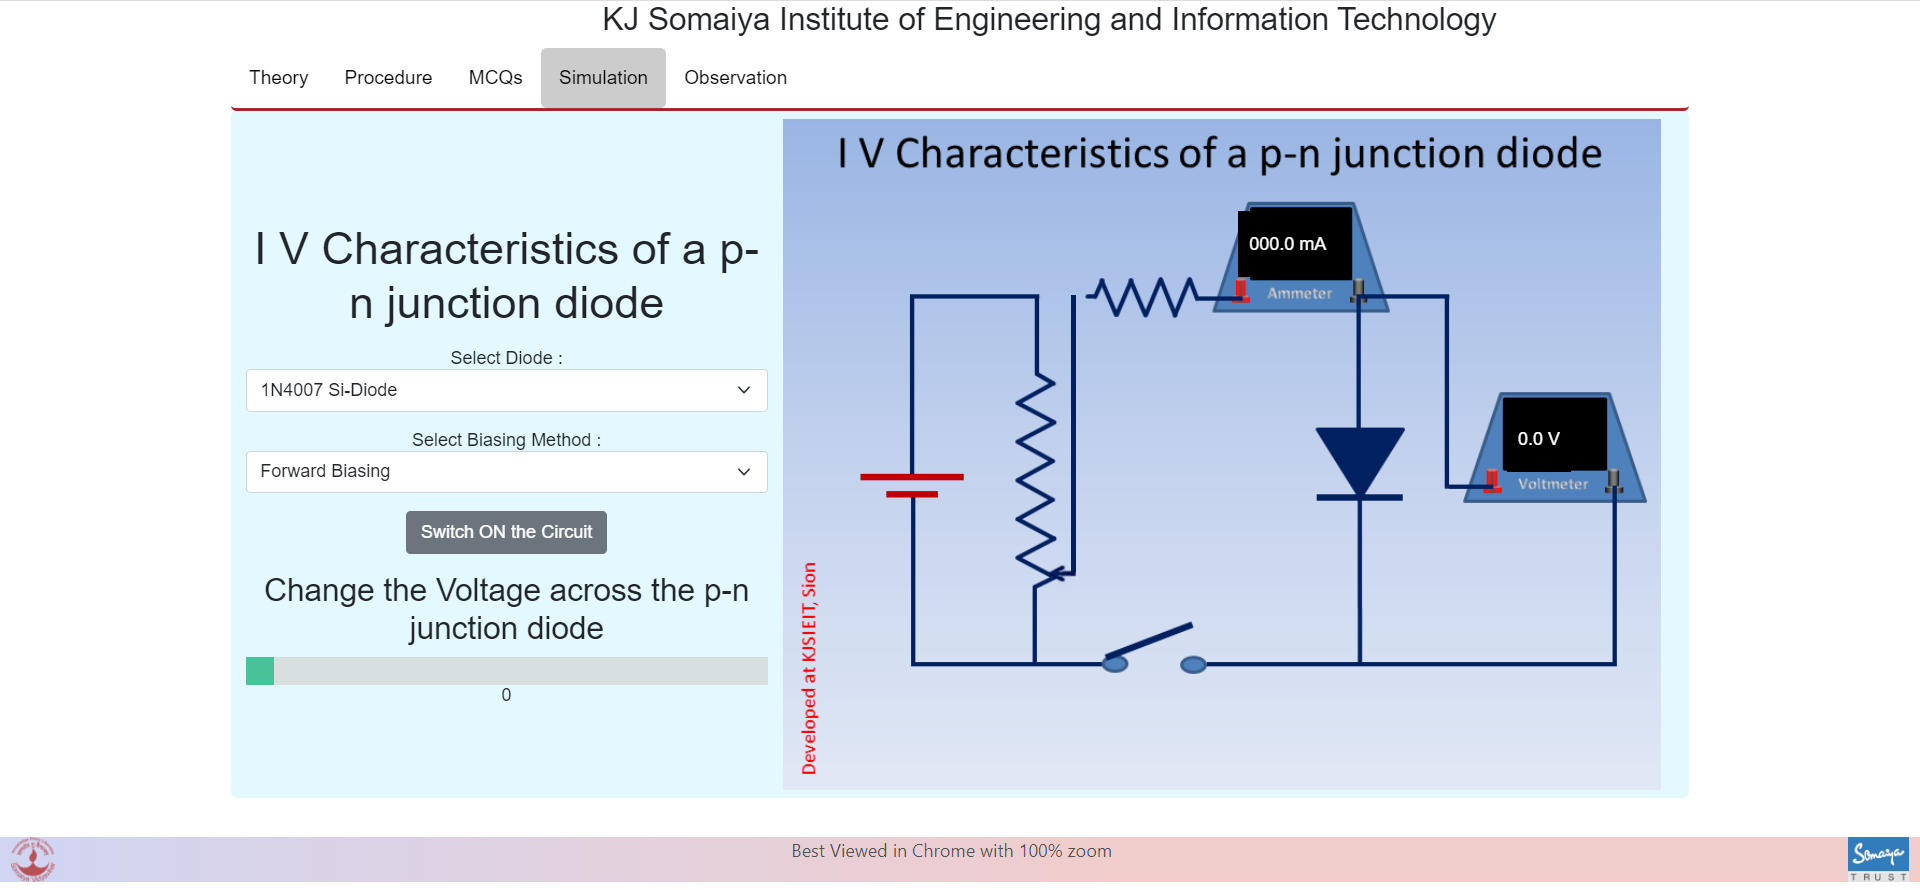 KJ Somaiya Institute of Engineering and Information Technology
Theory Procedure MCQs Simulation Observation
I V Characteristics of a p-
n junction diode
Select Diode :
1N4007 Si-Diode
Select Biasing Method :
Forward Biasing
Switch ON the Circuit
Change the Voltage across the p-n
junction diode
0
I V Characteristics of a p-n junction diode
000.0 mA
Ammeter
0.0 V
Voltmeter
Developed at KJSIEIT, Sion
Best Viewed in Chrome with 100% zoom
Somaiya
TRUST